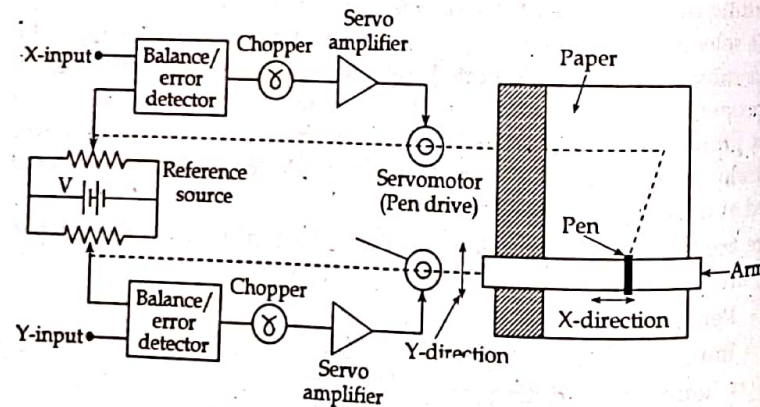 Servo
amplifier
Chopper
X-input
Balance/
error
detector
γ
Paper
V
Reference
source
Servomotor
(Pen drive)
Pen
Arm
X-direction
Y-direction
Balance/
error
detector
Chopper
γ
Y-input
Servo
amplifier